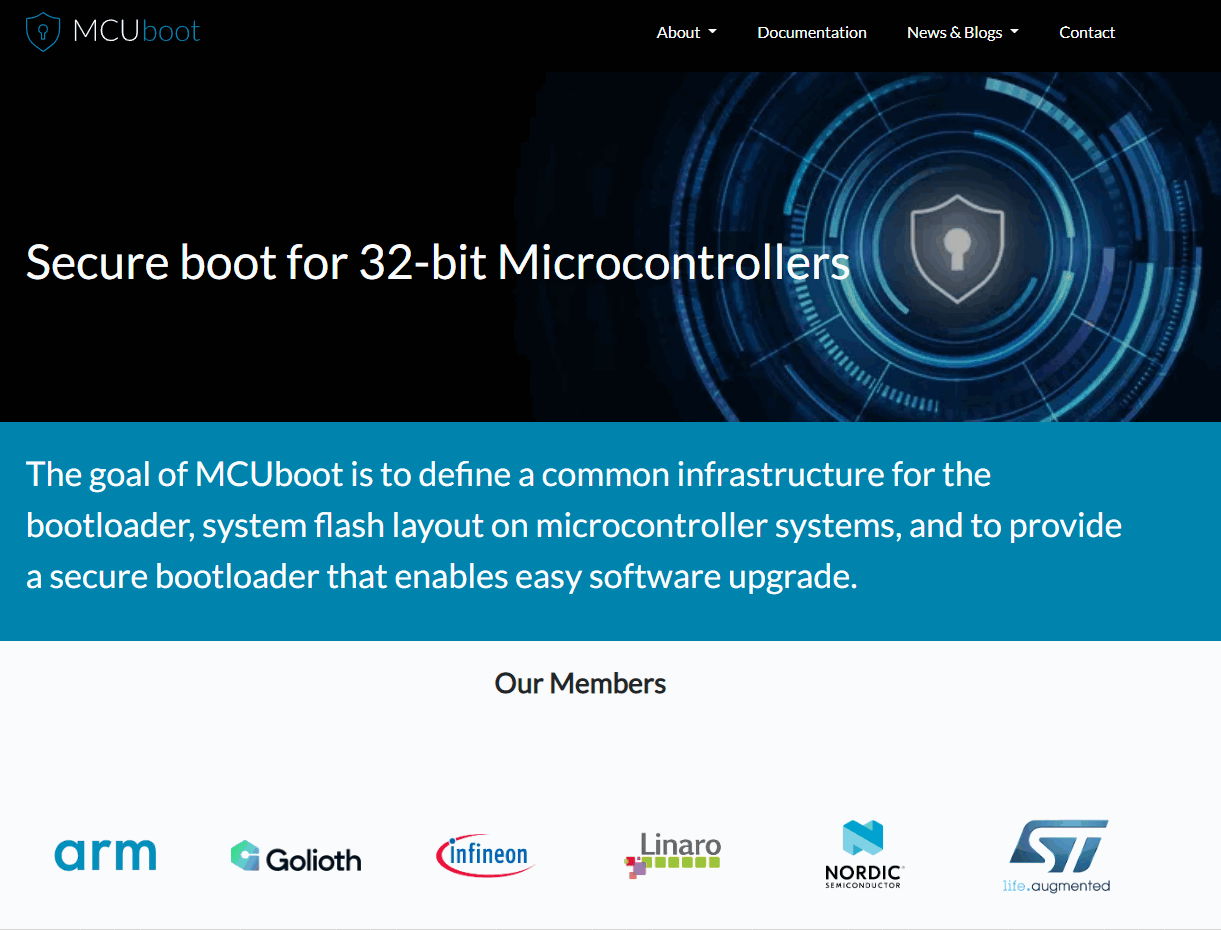 MCUboot
About
Documentation
News & Blogs
Contact
Secure boot for 32-bit Microcontrollers
The goal of MCUboot is to define a common infrastructure for the
bootloader, system flash layout on microcontroller systems, and to provide
a secure bootloader that enables easy software upgrade.
Our Members
arm
Golioth
infineon
Linaro
NORDIC
SEMICONDUCTOR
ST
life.augmented